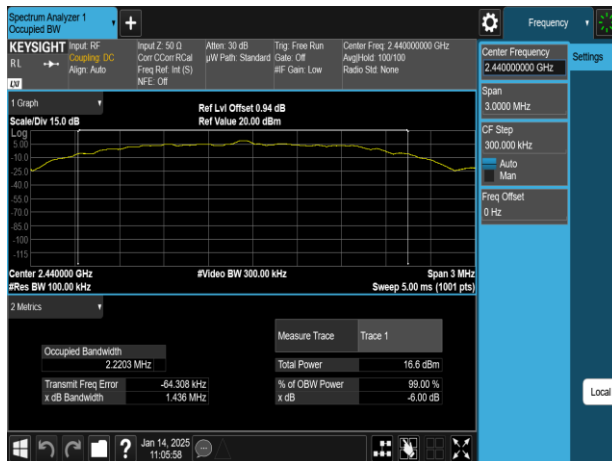 Spectrum Analyzer 1
Occupied BW
Frequency
KEYSIGHT
RL
LXI
Input: RF
Coupling: DC
Align: Auto
Input Z: 50 Ω
Corr CCorr RCal
Freq Ref: Int (S)
NFE: Off
Atten: 30 dB
µW Path: Standard
Trig: Free Run
Gate: Off
#IF Gain: Low
Center Freq: 2.440000000 GHz
Avg|Hold: 100/100
Radio Std: None
Center Frequency
2.440000000 GHz
Settings
Span
3.0000 MHz
CF Step
300.000 kHz
Auto
Man
Freq Offset
0 Hz
Local
1 Graph
Scale/Div 15.0 dB
Ref Lvl Offset 0.94 dB
Ref Value 20.00 dBm
Log
5.00
-10.0
-25.0
-40.0
-55.0
-70.0
-85.0
-100
-115
Center 2.440000 GHz
#Video BW 300.00 kHz
Span 3 MHz
#Res BW 100.00 kHz
Sweep 5.00 ms (1001 pts)
2 Metrics
Measure Trace
Trace 1
Occupied Bandwidth
2.2203 MHz
Total Power
16.6 dBm
Transmit Freq Error
-64.308 kHz
% of OBW Power
99.00 %
x dB Bandwidth
1.436 MHz
x dB
-6.00 dB
?
Jan 14, 2025
11:05:58